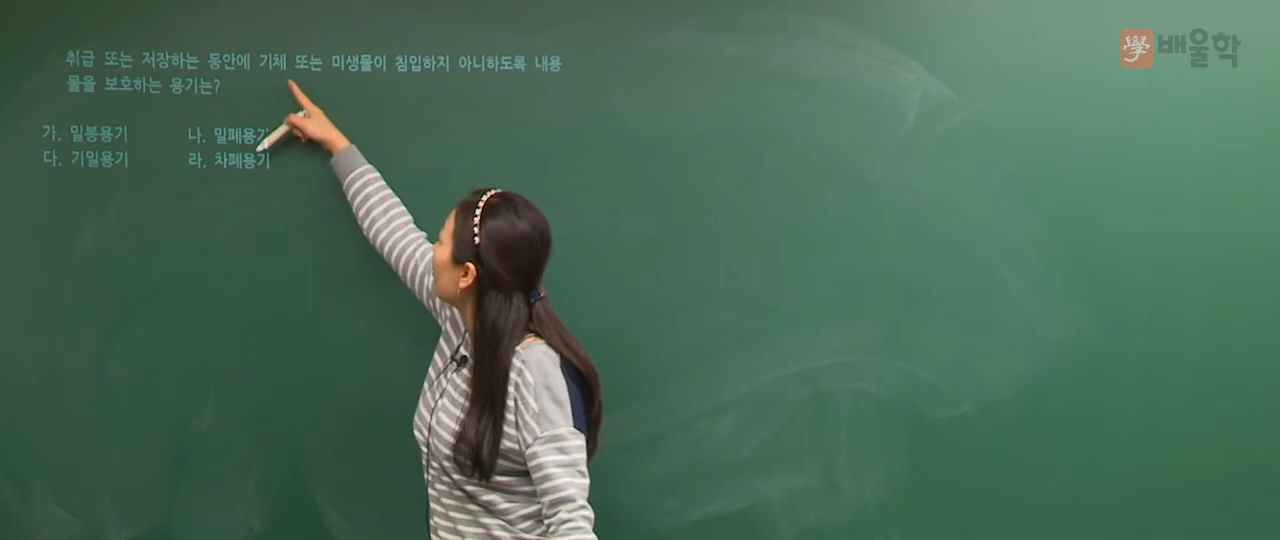 취급 또는 저장하는 동안에 기체 또는 미생물이 침입하지 아니하도록 내용
물을 보호하는 용기는?
가. 밀봉용기 나. 밀폐용기
다. 기밀용기 라. 차폐용기
學 배울학